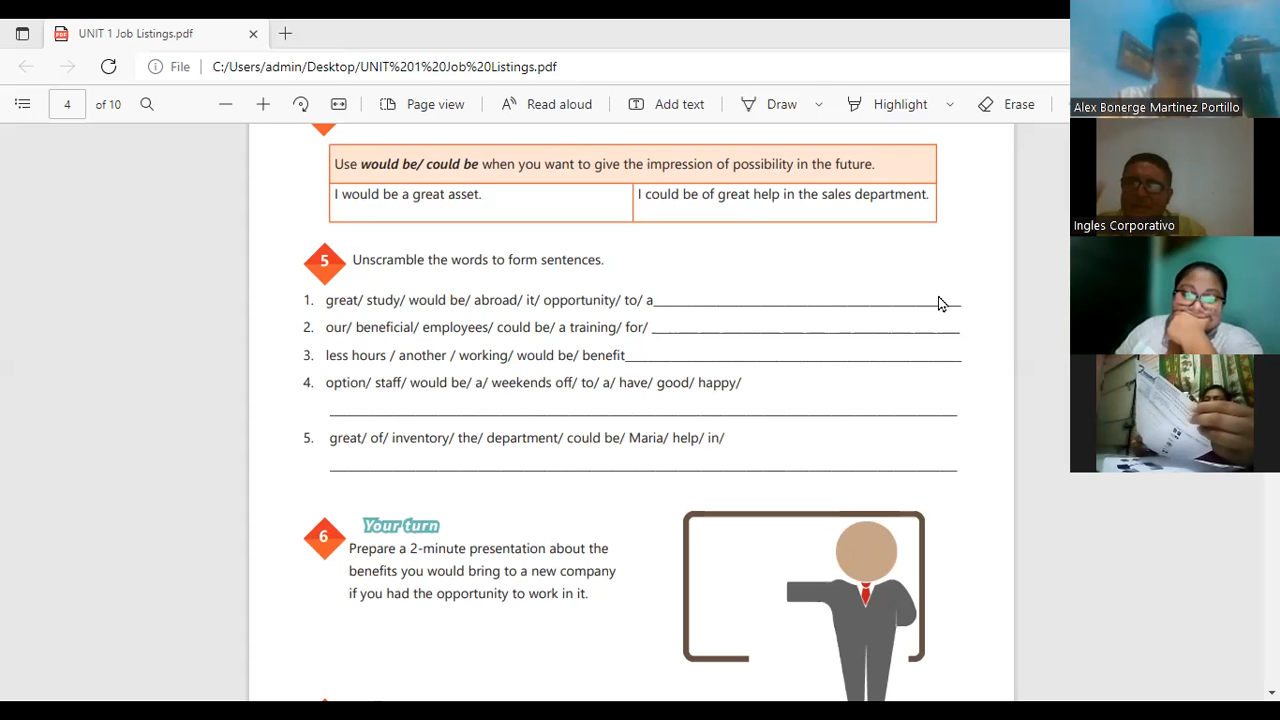 UNIT 1 Job Listings.pdf
File C:/Users/admin/Desktop/UNIT%201%20Job%20Listings.pdf
4 of 10 Page view Read aloud Add text Draw Highlight Erase
Use would be/ could be when you want to give the impression of possibility in the future.
I would be a great asset. I could be of great help in the sales department.
5 Unscramble the words to form sentences.
1. great/ study/ would be/ abroad/ it/ opportunity/ to/ a
2. our/ beneficial/ employees/ could be/ a training/ for/
3. less hours / another / working/ would be/ benefit
4. option/ staff/ would be/ a/ weekends off/ to/ a/ have/ good/ happy/
5. great/ of/ inventory/ the/ department/ could be/ Maria/ help/ in/
6 Your turn
Prepare a 2-minute presentation about the
benefits you would bring to a new company
if you had the opportunity to work in it.
Alex Bonerge Martinez Portillo
Ingles Corporativo